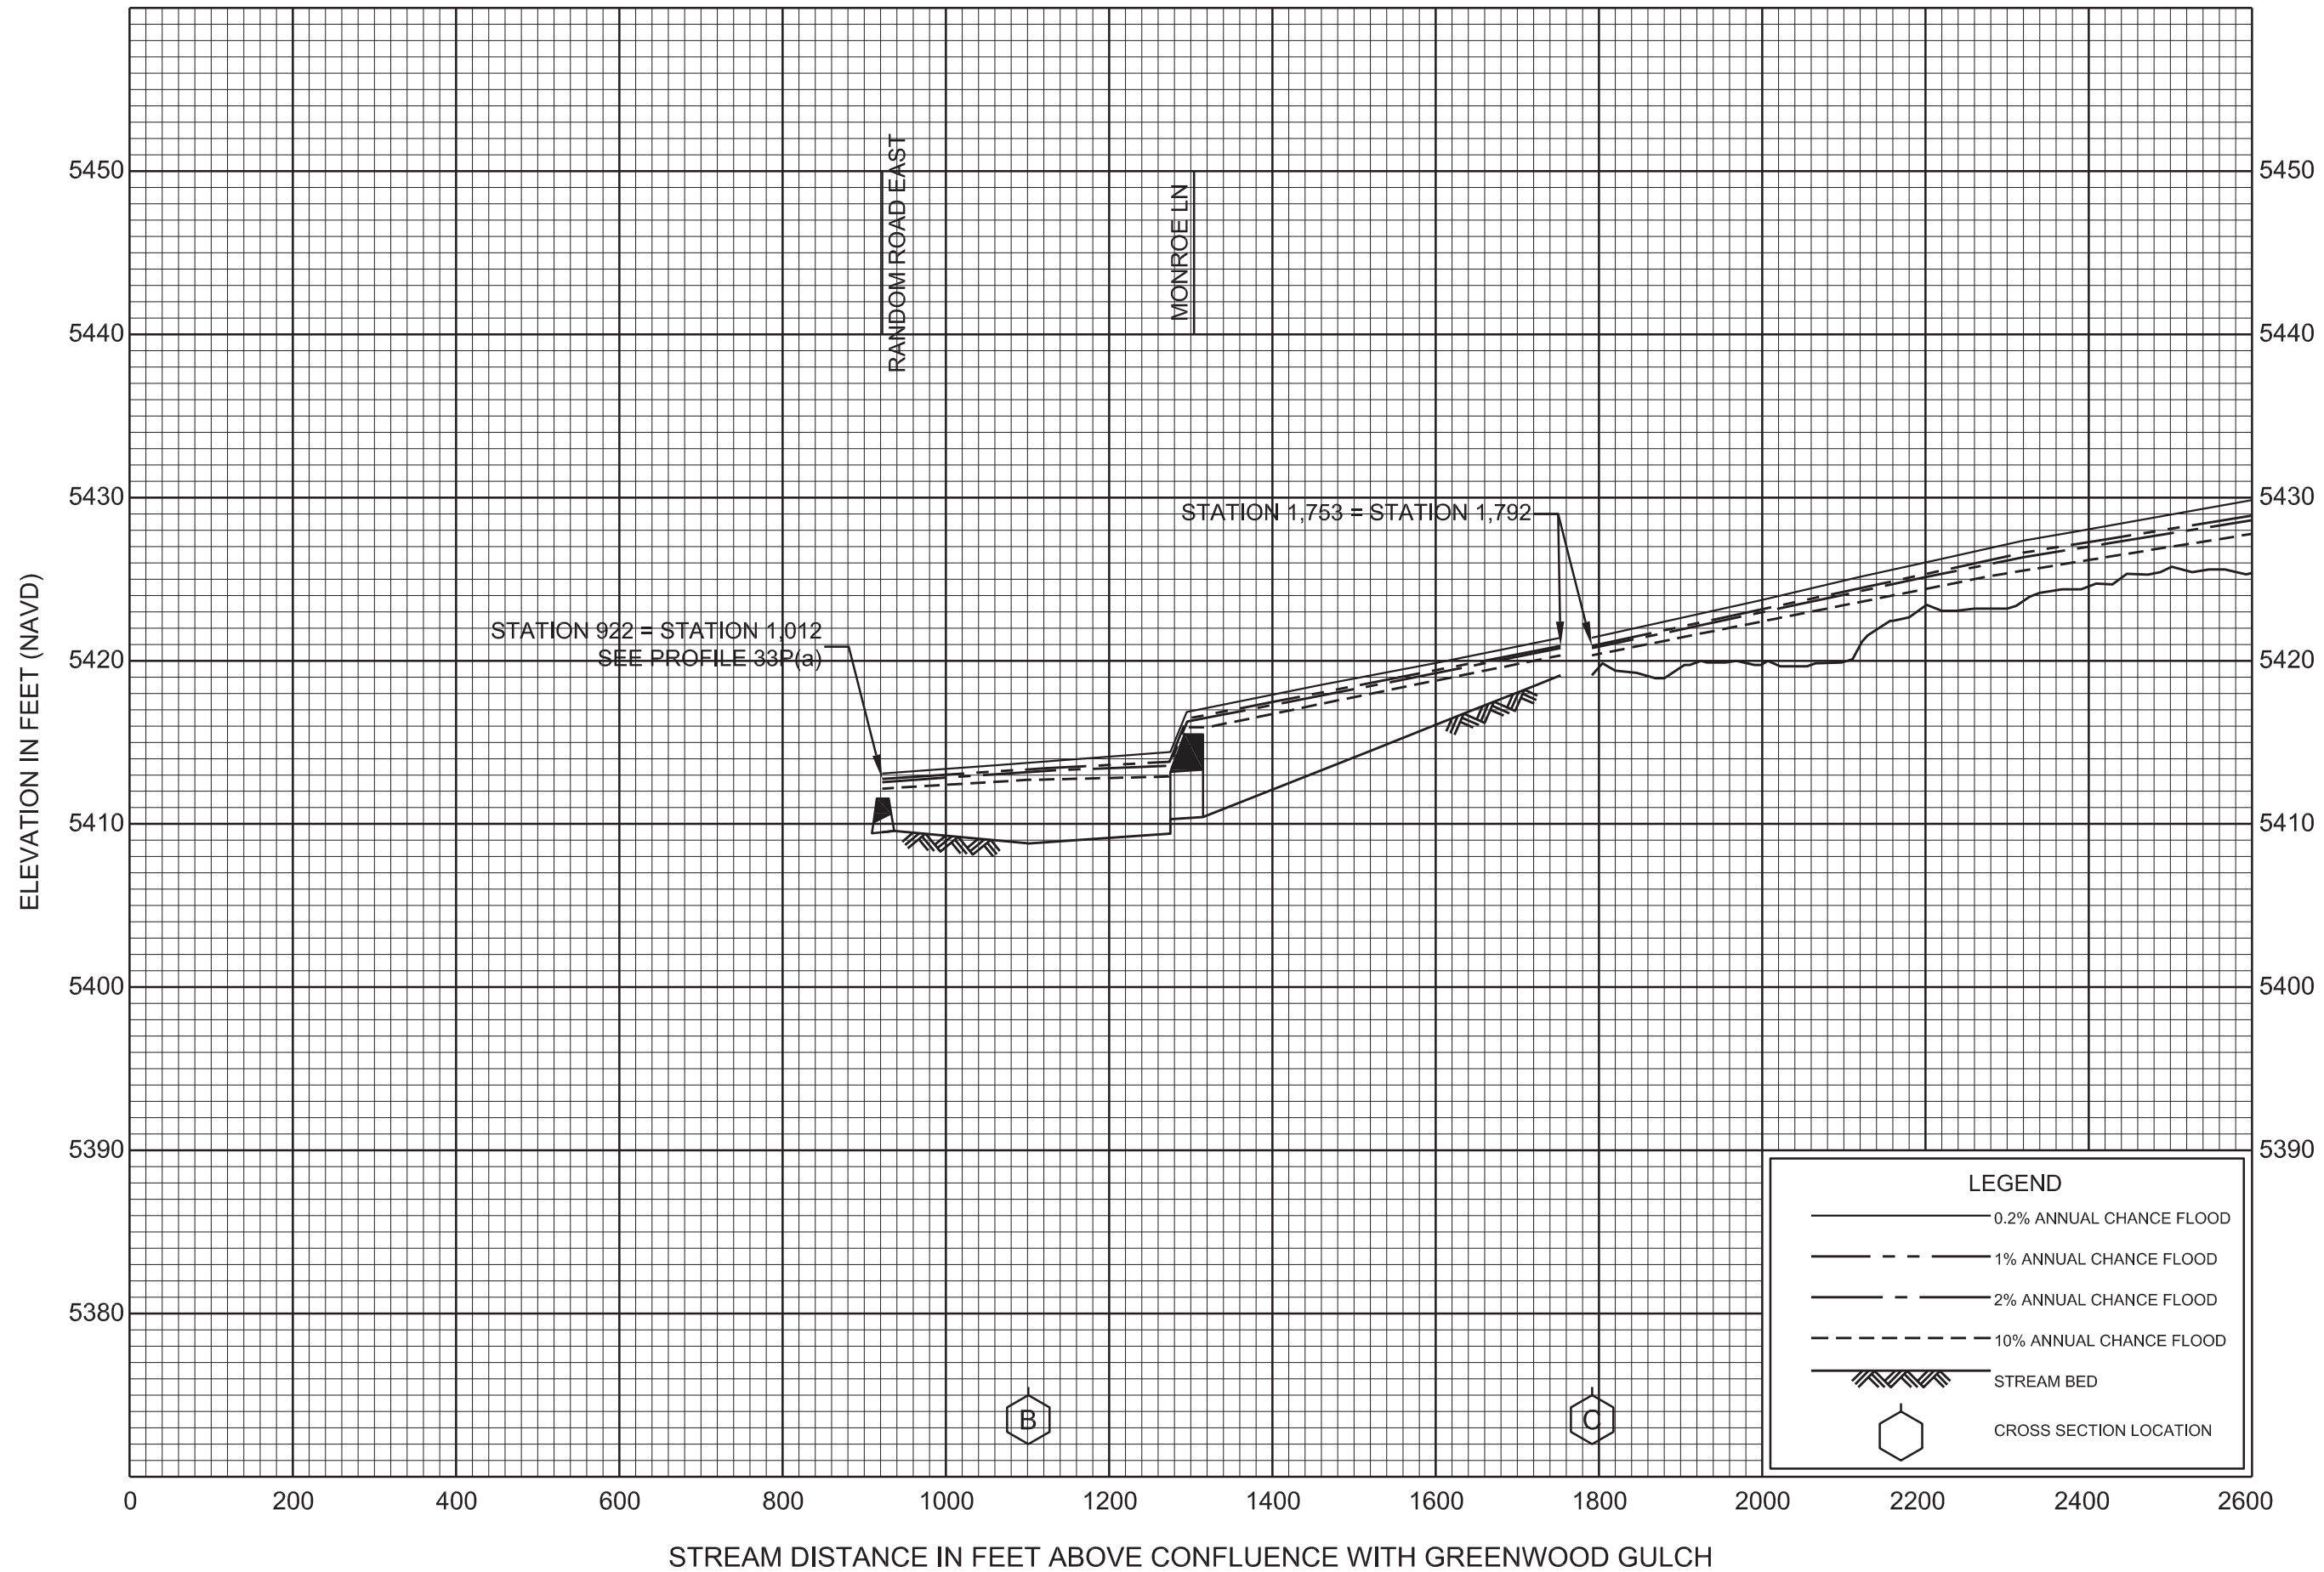 RANDOM ROAD EAST
MONROE LN
5450
5450
5440
5440
5430
5430
STATION 1,753 = STATION 1,792
STATION 922 = STATION 1,012
SEE PROFILE 33P(a)
5420
5420
5410
5410
5400
5400
5390
5390
5380
ELEVATION IN FEET (NAVD)
LEGEND
0.2% ANNUAL CHANCE FLOOD
1% ANNUAL CHANCE FLOOD
2% ANNUAL CHANCE FLOOD
10% ANNUAL CHANCE FLOOD
STREAM BED
CROSS SECTION LOCATION
B
C
0 200 400 600 800 1000 1200 1400 1600 1800 2000 2200 2400 2600
STREAM DISTANCE IN FEET ABOVE CONFLUENCE WITH GREENWOOD GULCH